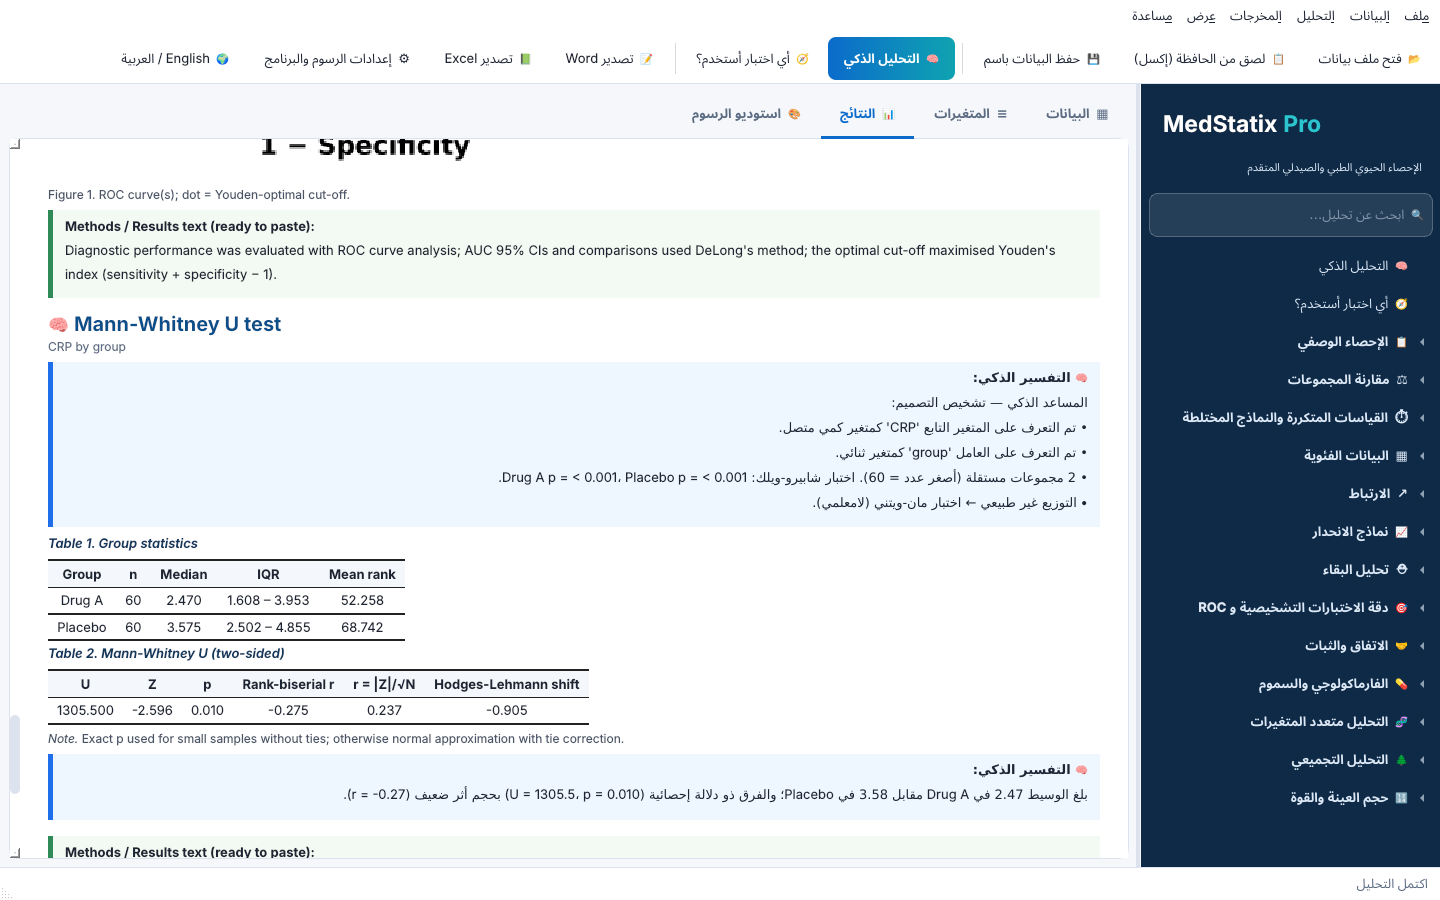 ملف البيانات التحليل المخرجات عرض مساعدة
فتح ملف بيانات لصق من الحافظة (إكسل) حفظ البيانات باسم التحليل الذكي أي اختبار أستخدم؟ تصدير Word تصدير Excel إعدادات الرسوم والبرنامج English / العربية
MedStatix Pro
الإحصاء الحيوي الطبي والصيدلي المتقدم
ابحث عن تحليل...
التحليل الذكي
أي اختبار أستخدم؟
الإحصاء الوصفي
مقارنة المجموعات
القياسات المتكررة والنماذج المختلطة
البيانات الفئوية
الارتباط
نماذج الانحدار
تحليل البقاء
دقة الاختبارات التشخيصية و ROC
الاتفاق والثبات
الفارماكولوجي والسموم
التحليل متعدد المتغيرات
التحليل التجميعي
حجم العينة والقوة
البيانات المتغيرات النتائج استوديو الرسوم
1 − Specificity
Figure 1. ROC curve(s); dot = Youden-optimal cut-off.
Methods / Results text (ready to paste):
Diagnostic performance was evaluated with ROC curve analysis; AUC 95% CIs and comparisons used DeLong's method; the optimal cut-off maximised Youden's
index (sensitivity + specificity − 1).
Mann-Whitney U test
CRP by group
التفسير الذكي:
المساعد الذكي — تشخيص التصميم:
• تم التعرف على المتغير التابع 'CRP' كمتغير كمي متصل.
• تم التعرف على العامل 'group' كمتغير ثنائي.
• 2 مجموعات مستقلة (أصغر عدد = 60). اختبار شابيرو-ويلك: Drug A p = < 0.001، Placebo p = < 0.001.
• التوزيع غير طبيعي ← اختبار مان-ويتني (لامعلمي).
Table 1. Group statistics
Group n Median IQR Mean rank
Drug A 60 2.470 1.608 – 3.953 52.258
Placebo 60 3.575 2.502 – 4.855 68.742
Table 2. Mann-Whitney U (two-sided)
U Z p Rank-biserial r r = |Z|/√N Hodges-Lehmann shift
1305.500 -2.596 0.010 -0.275 0.237 -0.905
Note. Exact p used for small samples without ties; otherwise normal approximation with tie correction.
التفسير الذكي:
بلغ الوسيط 2.47 في Drug A مقابل 3.58 في Placebo؛ والفرق ذو دلالة إحصائية (U = 1305.5، p = 0.010) بحجم أثر ضعيف (r = -0.27).
Methods / Results text (ready to paste):
اكتمل التحليل